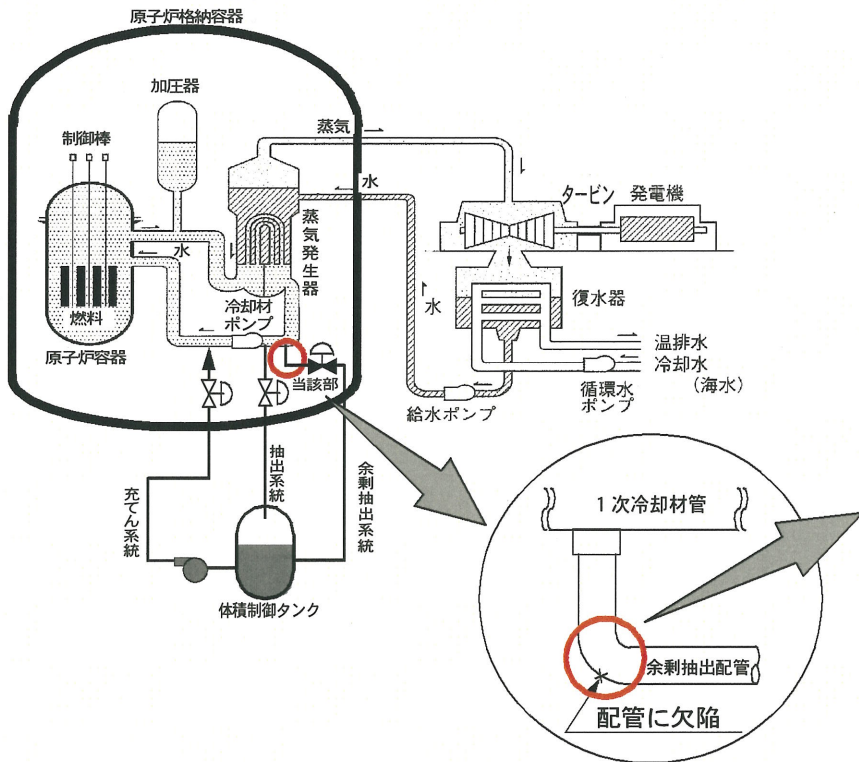 原子炉格納容器
加圧器
制御棒
蒸気
水
タービン
発電機
蒸気発生器
水
冷却材
ポンプ
燃料
原子炉容器
当該部
復水器
水
温排水
冷却水
(海水)
循環水
ポンプ
給水ポンプ
抽出系統
余剰抽出系統
充てん系統
体積制御タンク
1次冷却材管
余剰抽出配管
配管に欠陥